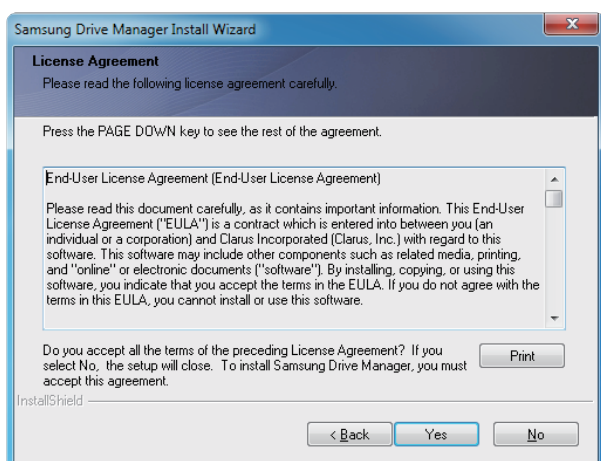 Samsung Drive Manager Install Wizard
License Agreement
Please read the following license agreement carefully.
Press the PAGE DOWN key to see the rest of the agreement.
End-User License Agreement (End-User License Agreement)
Please read this document carefully, as it contains important information. This End-User
License Agreement ("EULA") is a contract which is entered into between you (an
individual or a corporation) and Clarus Incorporated (Clarus, Inc.) with regard to this
software. This software may include other components such as related media, printing,
and "online" or electronic documents ("software"). By installing, copying, or using this
software, you indicate that you accept the terms in the EULA. If you do not agree with the
terms in this EULA, you cannot install or use this software.
Do you accept all the terms of the preceding License Agreement? If you
select No, the setup will close. To install Samsung Drive Manager, you must
accept this agreement.
Print
InstallShield
< Back Yes No